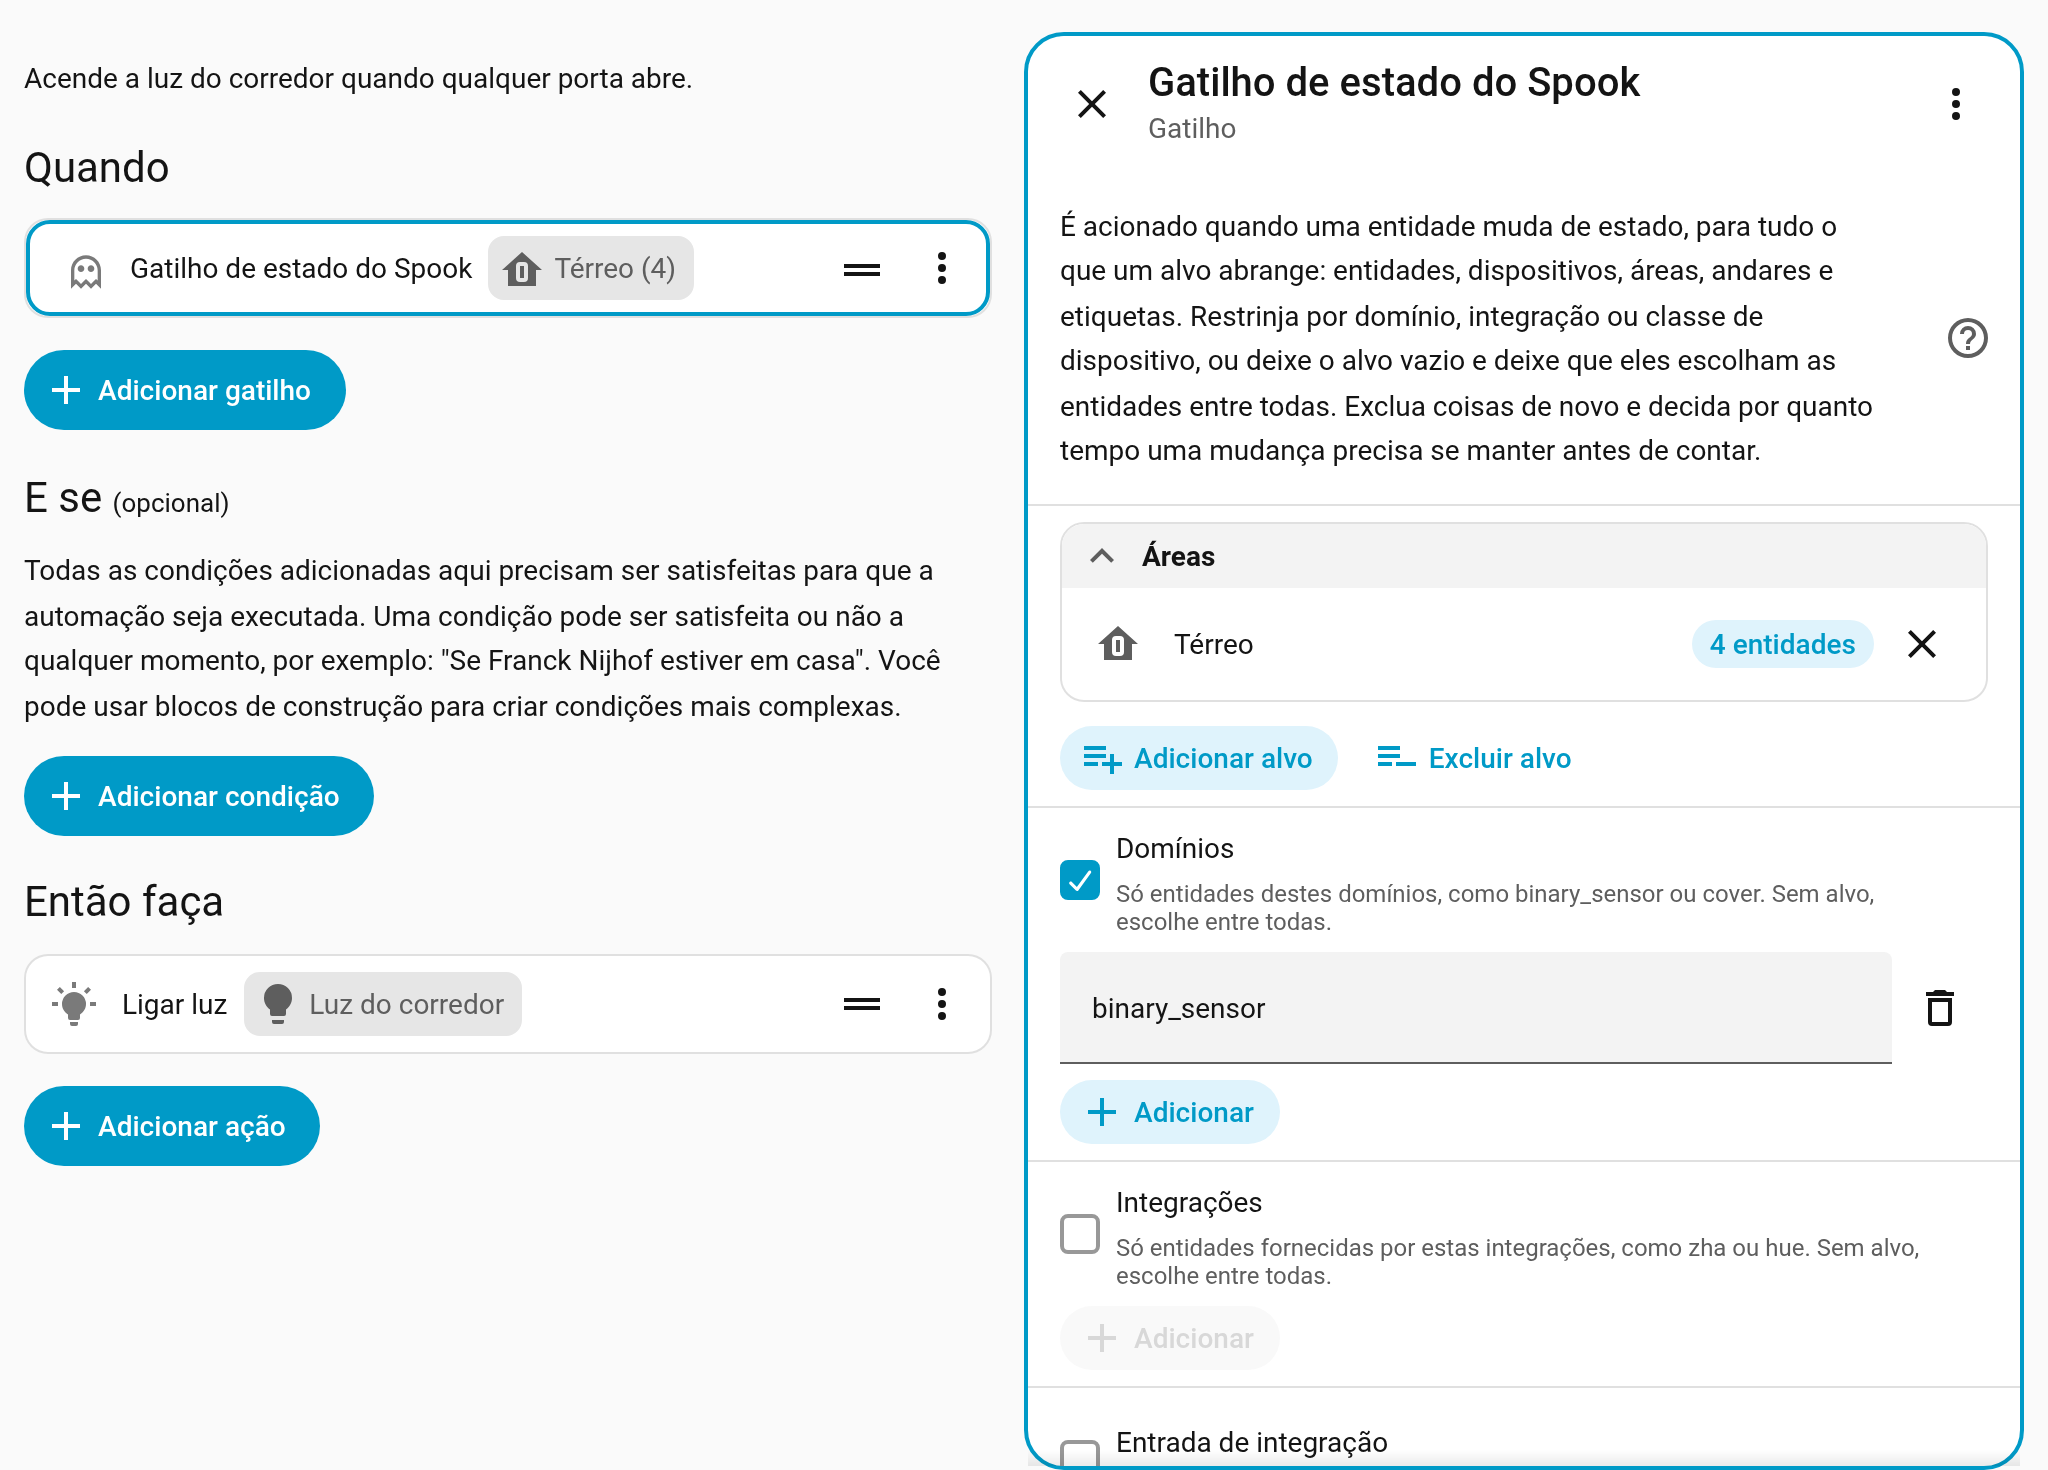 Acende a luz do corredor quando qualquer porta abre.
Quando
Gatilho de estado do Spook
Térreo (4)
Adicionar gatilho
E se (opcional)
Todas as condições adicionadas aqui precisam ser satisfeitas para que a
automação seja executada. Uma condição pode ser satisfeita ou não a
qualquer momento, por exemplo: "Se Franck Nijhof estiver em casa". Você
pode usar blocos de construção para criar condições mais complexas.
Adicionar condição
Então faça
Ligar luz
Luz do corredor
Adicionar ação
Gatilho de estado do Spook
Gatilho
É acionado quando uma entidade muda de estado, para tudo o
que um alvo abrange: entidades, dispositivos, áreas, andares e
etiquetas. Restrinja por domínio, integração ou classe de
dispositivo, ou deixe o alvo vazio e deixe que eles escolham as
entidades entre todas. Exclua coisas de novo e decida por quanto
tempo uma mudança precisa se manter antes de contar.
Áreas
Térreo
4 entidades
Adicionar alvo
Excluir alvo
Domínios
Só entidades destes domínios, como binary_sensor ou cover. Sem alvo,
escolhe entre todas.
binary_sensor
Adicionar
Integrações
Só entidades fornecidas por estas integrações, como zha ou hue. Sem alvo,
escolhe entre todas.
Adicionar
Entrada de integração